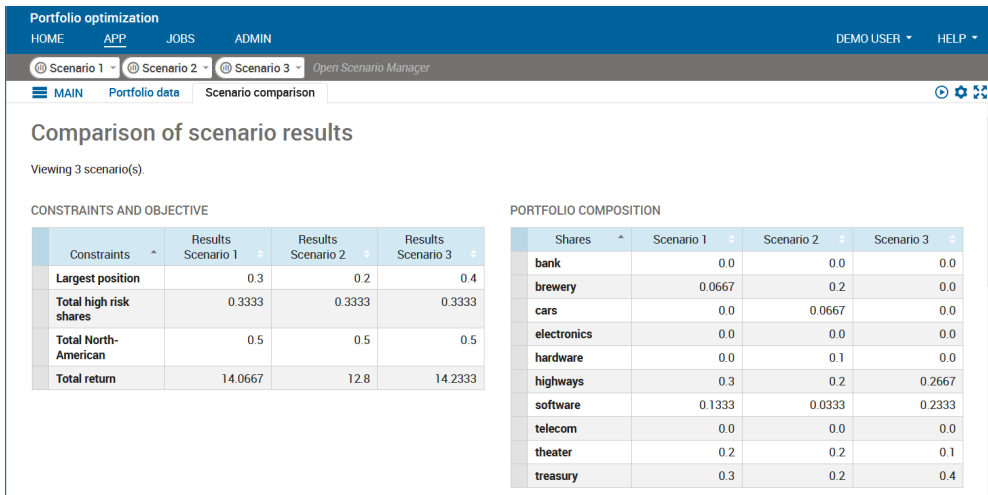 Portfolio optimization
HOME APP JOBS ADMIN DEMO USER HELP
Scenario 1 Scenario 2 Scenario 3 Open Scenario Manager
MAIN Portfolio data Scenario comparison
Comparison of scenario results
Viewing 3 scenario(s).
CONSTRAINTS AND OBJECTIVE
Constraints Results Scenario 1 Results Scenario 2 Results Scenario 3
Largest position 0.3 0.2 0.4
Total high risk shares 0.3333 0.3333 0.3333
Total North-American 0.5 0.5 0.5
Total return 14.0667 12.8 14.2333
PORTFOLIO COMPOSITION
Shares Scenario 1 Scenario 2 Scenario 3
bank 0.0 0.0 0.0
brewery 0.0667 0.2 0.0
cars 0.0 0.0667 0.0
electronics 0.0 0.0 0.0
hardware 0.0 0.1 0.0
highways 0.3 0.2 0.2667
software 0.1333 0.0333 0.2333
telecom 0.0 0.0 0.0
theater 0.2 0.2 0.1
treasury 0.3 0.2 0.4